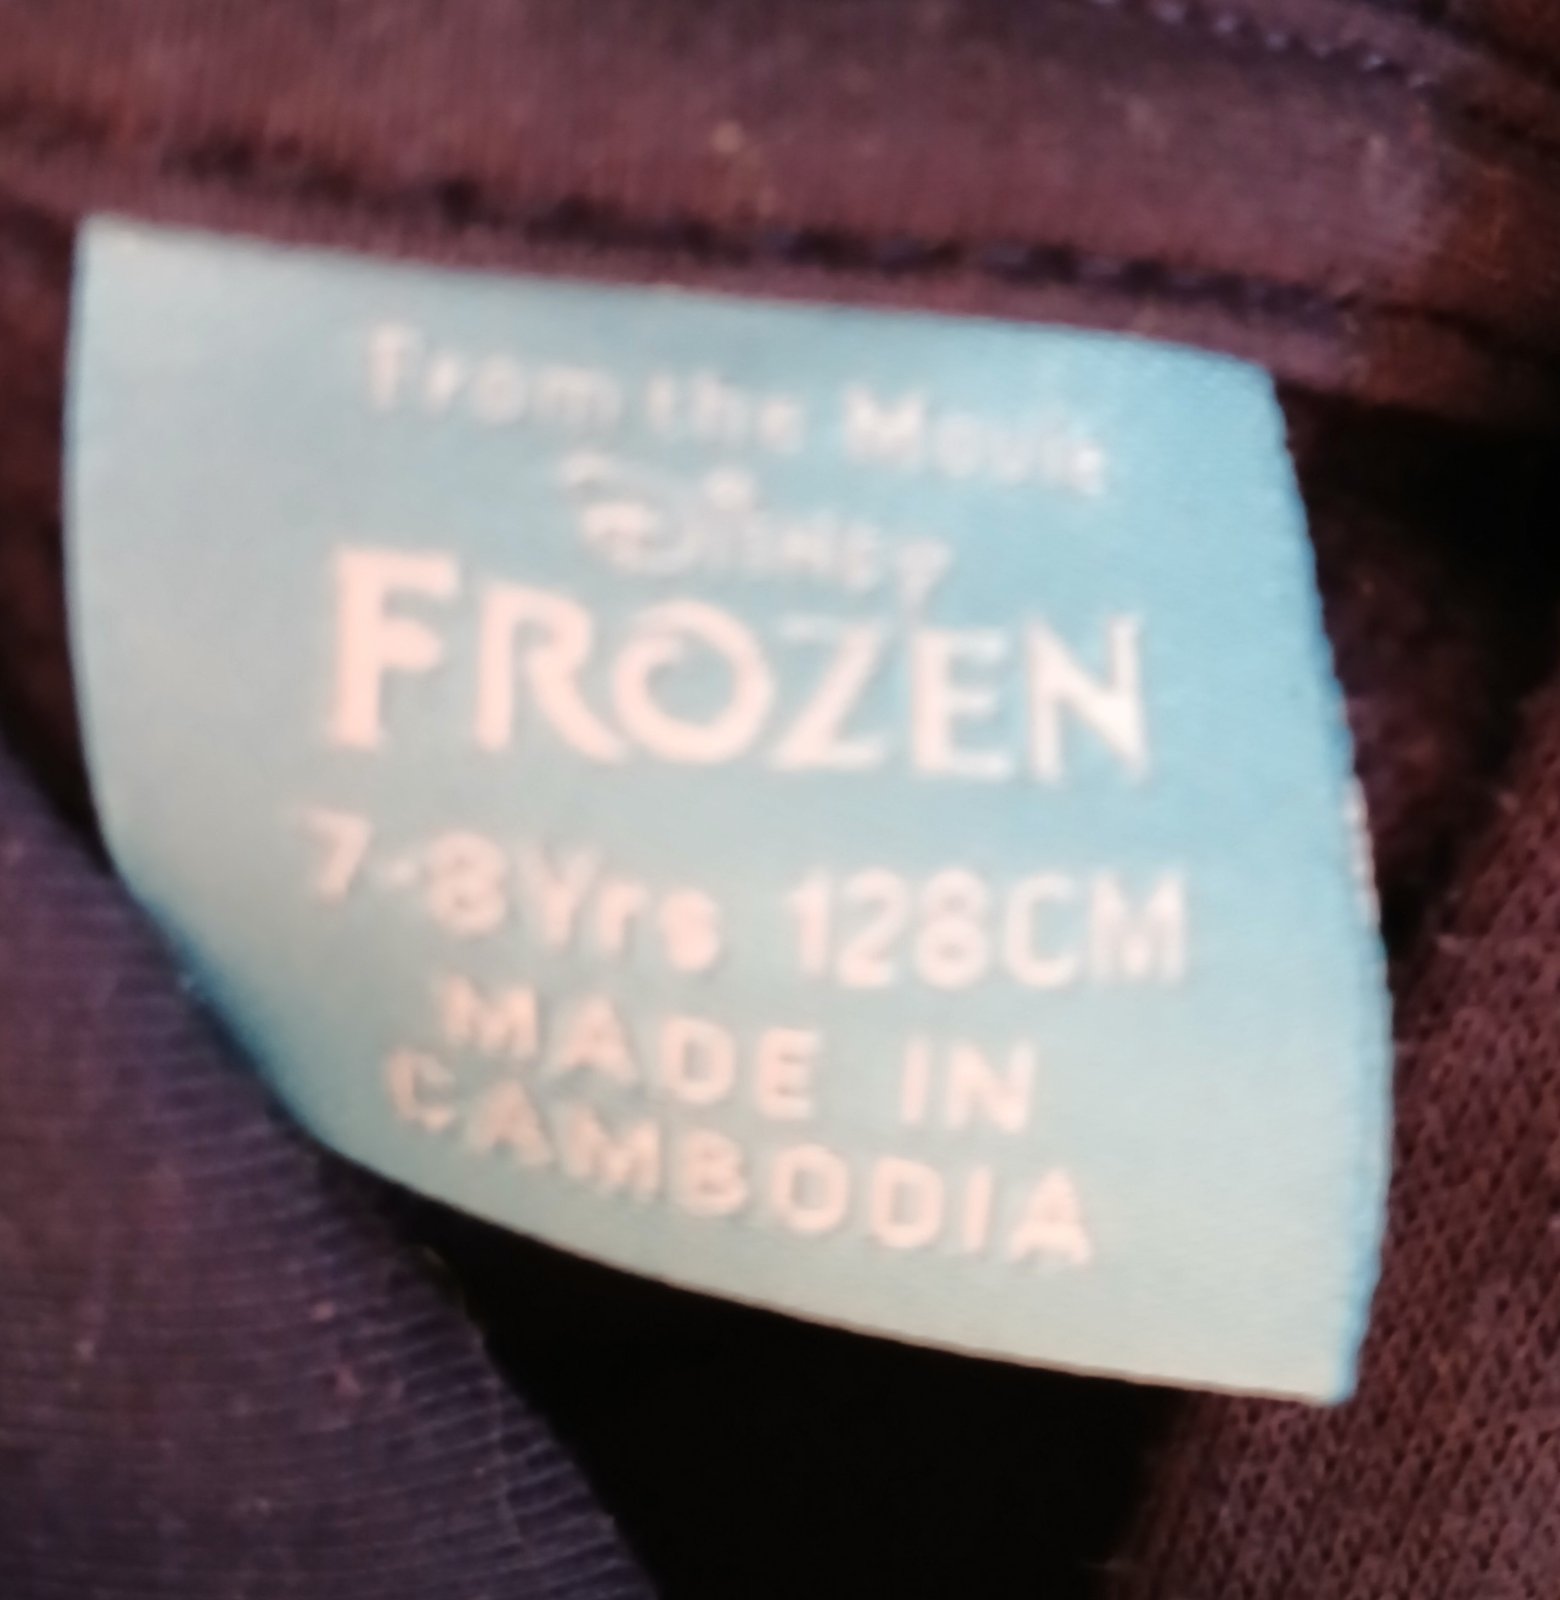 From the Movie
Disney
FROZEN
7-8Yrs 128CM
MADE IN
CAMBODIA